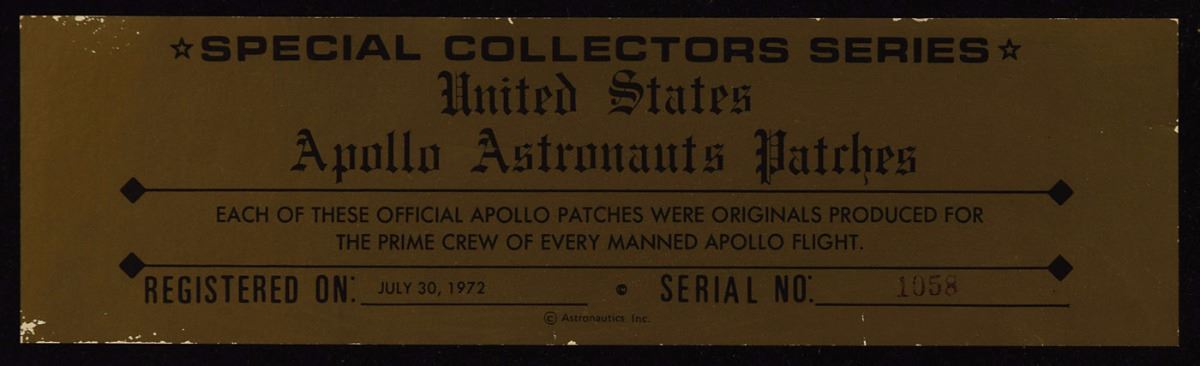 ☆SPECIAL COLLECTORS SERIES☆
United States
Apollo Astronauts Patches
EACH OF THESE OFFICIAL APOLLO PATCHES WERE ORIGINALS PRODUCED FOR
THE PRIME CREW OF EVERY MANNED APOLLO FLIGHT.
REGISTERED ON: JULY 30, 1972 © SERIAL NO: 1058
© Astronautics Inc.